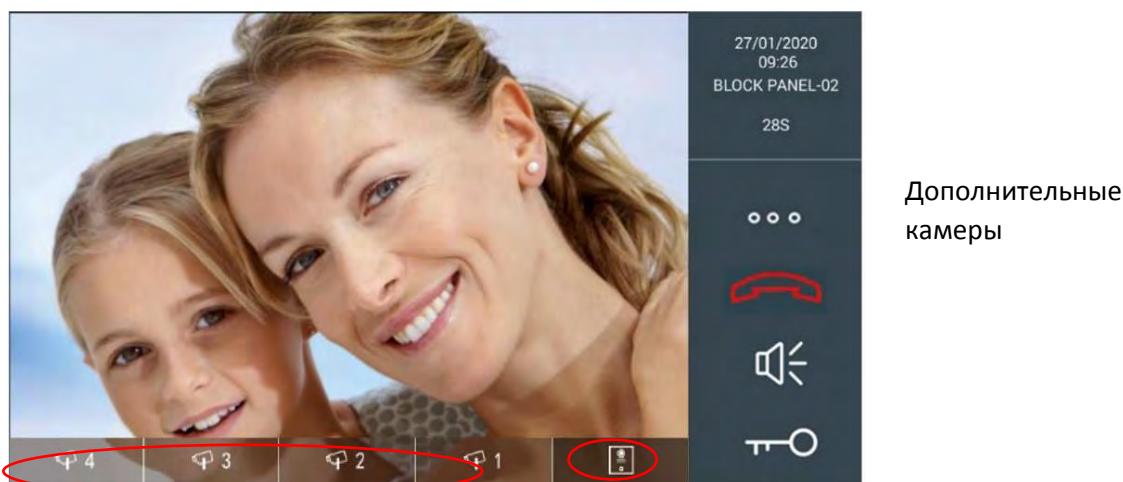 27/01/2020
09:26
BLOCK PANEL-02
28S
Дополнительные
камеры
4 3 2 1